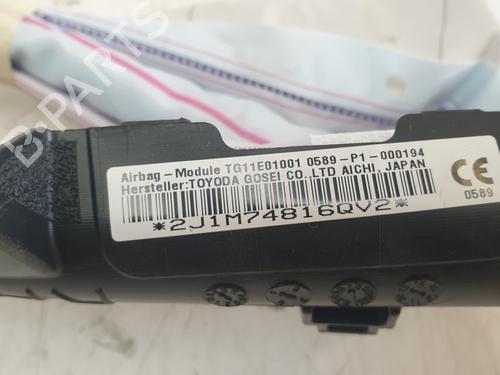 B-PARTS
Airbag-Module TG11E01001 0589-P1-000194
Hersteller:TOYODA GOSEI CO.,LTD AICHI, JAPAN
*2J1M74816QV2*
CE
0589